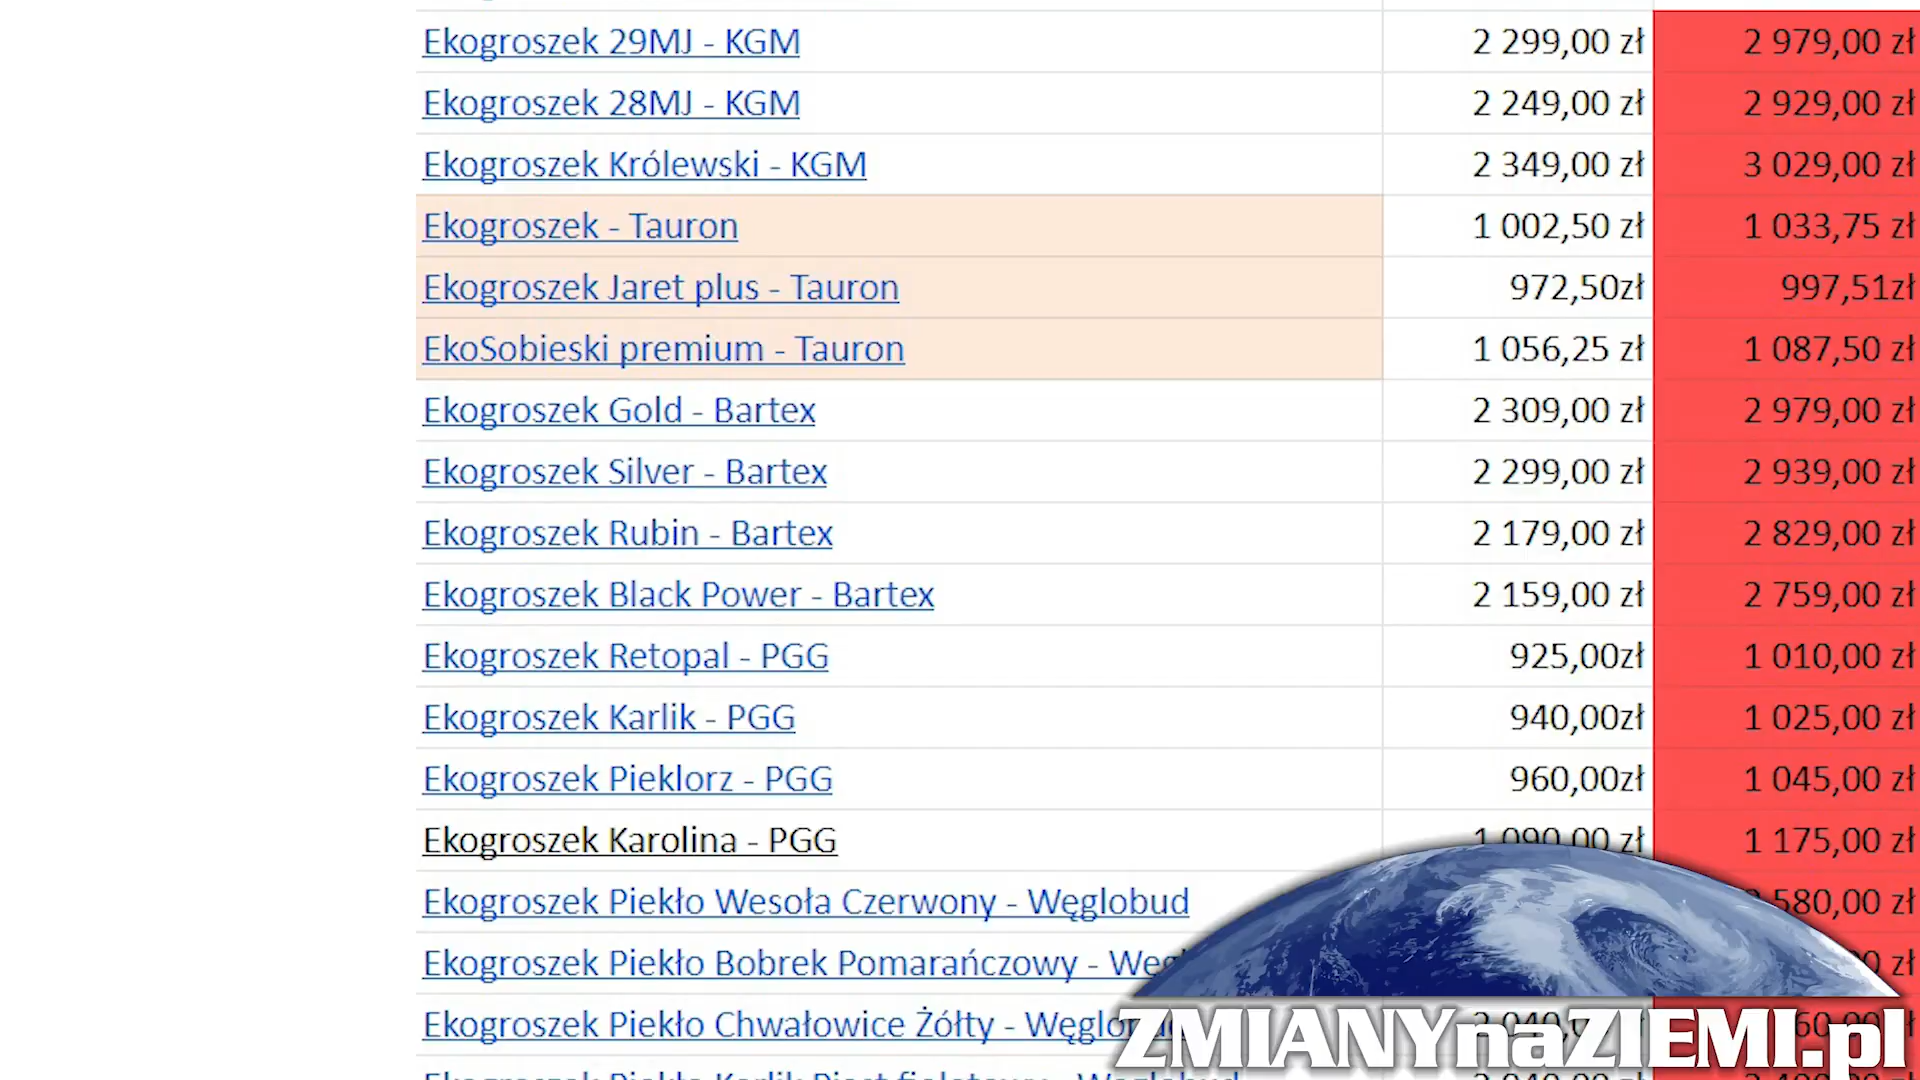 Ekogroszek 29MJ - KGM 2 299,00 zł 2 979,00 zł
Ekogroszek 28MJ - KGM 2 249,00 zł 2 929,00 zł
Ekogroszek Królewski - KGM 2 349,00 zł 3 029,00 zł
Ekogroszek - Tauron 1 002,50 zł 1 033,75 zł
Ekogroszek Jaret plus - Tauron 972,50zł 997,51zł
EkoSobieski premium - Tauron 1 056,25 zł 1 087,50 zł
Ekogroszek Gold - Bartex 2 309,00 zł 2 979,00 zł
Ekogroszek Silver - Bartex 2 299,00 zł 2 939,00 zł
Ekogroszek Rubin - Bartex 2 179,00 zł 2 829,00 zł
Ekogroszek Black Power - Bartex 2 159,00 zł 2 759,00 zł
Ekogroszek Retopal - PGG 925,00zł 1 010,00 zł
Ekogroszek Karlik - PGG 940,00zł 1 025,00 zł
Ekogroszek Pieklorz - PGG 960,00zł 1 045,00 zł
Ekogroszek Karolina - PGG 1 090,00 zł 1 175,00 zł
Ekogroszek Piekło Wesoła Czerwony - Węglobud 580,00 zł
Ekogroszek Piekło Bobrek Pomarańczowy - zł
Ekogroszek Piekło Chwałowice Żółty -
ZMIANYnaZIEMI.pl